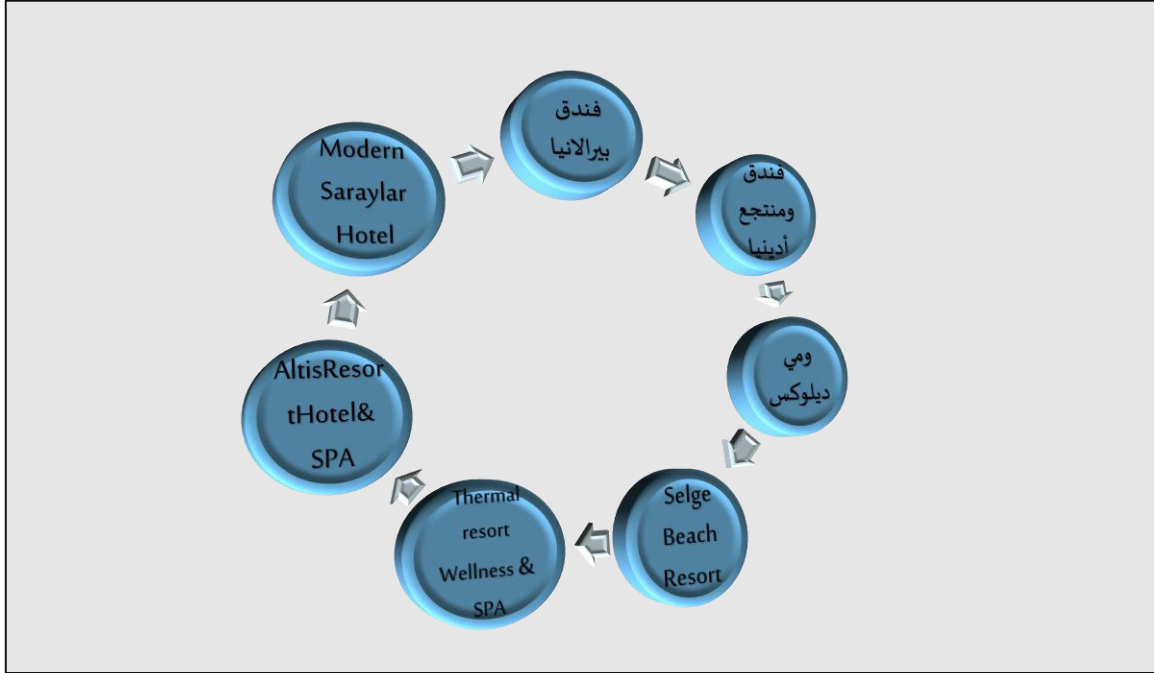 فندق
بيرالانيا
فندق
ومنتجع
أدينيا
ومي
ديلوكس
Selge
Beach
Resort
Thermal
resort
Wellness &
SPA
AltisResor
tHotel&
SPA
Modern
Saraylar
Hotel